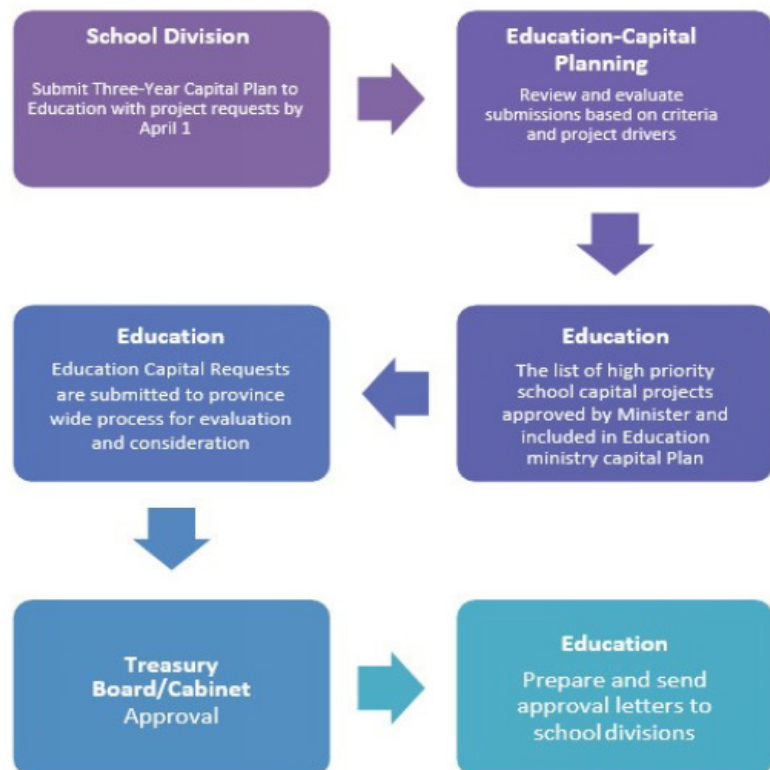 School Division
Submit Three-Year Capital Plan to
Education with project requests by
April 1
Education-Capital
Planning
Review and evaluate
submissions based on criteria
and project drivers
Education
The list of high priority
school capital projects
approved by Minister and
included in Education
ministry capital Plan
Education
Education Capital Requests
are submitted to province
wide process for evaluation
and consideration
Treasury
Board/Cabinet
Approval
Education
Prepare and send
approval letters to
school divisions